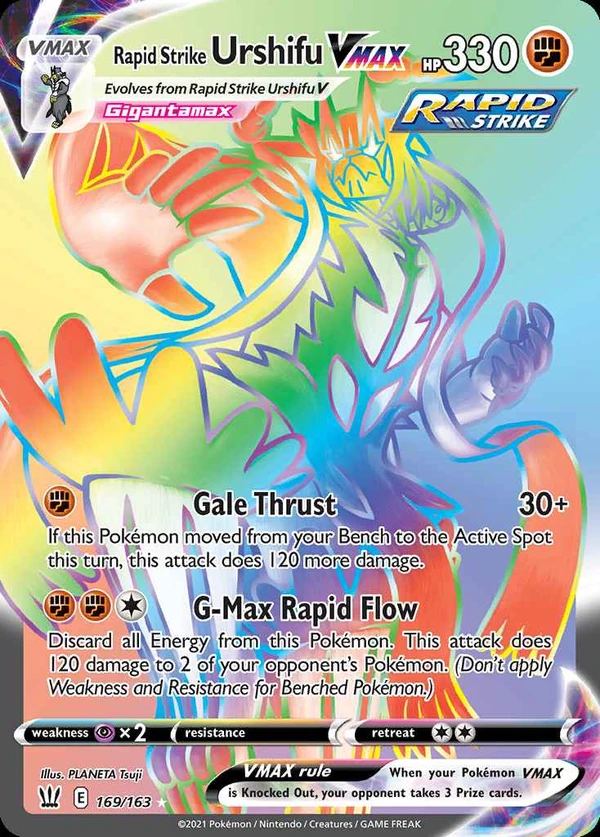 VMAX
Rapid Strike Urshifu VMAX HP 330
Evolves from Rapid Strike Urshifu V
Gigantamax
RAPID STRIKE
Gale Thrust 30+
If this Pokémon moved from your Bench to the Active Spot
this turn, this attack does 120 more damage.
G-Max Rapid Flow
Discard all Energy from this Pokémon. This attack does
120 damage to 2 of your opponent's Pokémon. (Don't apply
Weakness and Resistance for Benched Pokémon.)
weakness ×2 resistance retreat
Illus. PLANETA Tsuji
VMAX rule When your Pokémon VMAX
is Knocked Out, your opponent takes 3 Prize cards.
E 169/163
©2021 Pokémon / Nintendo / Creatures / GAME FREAK